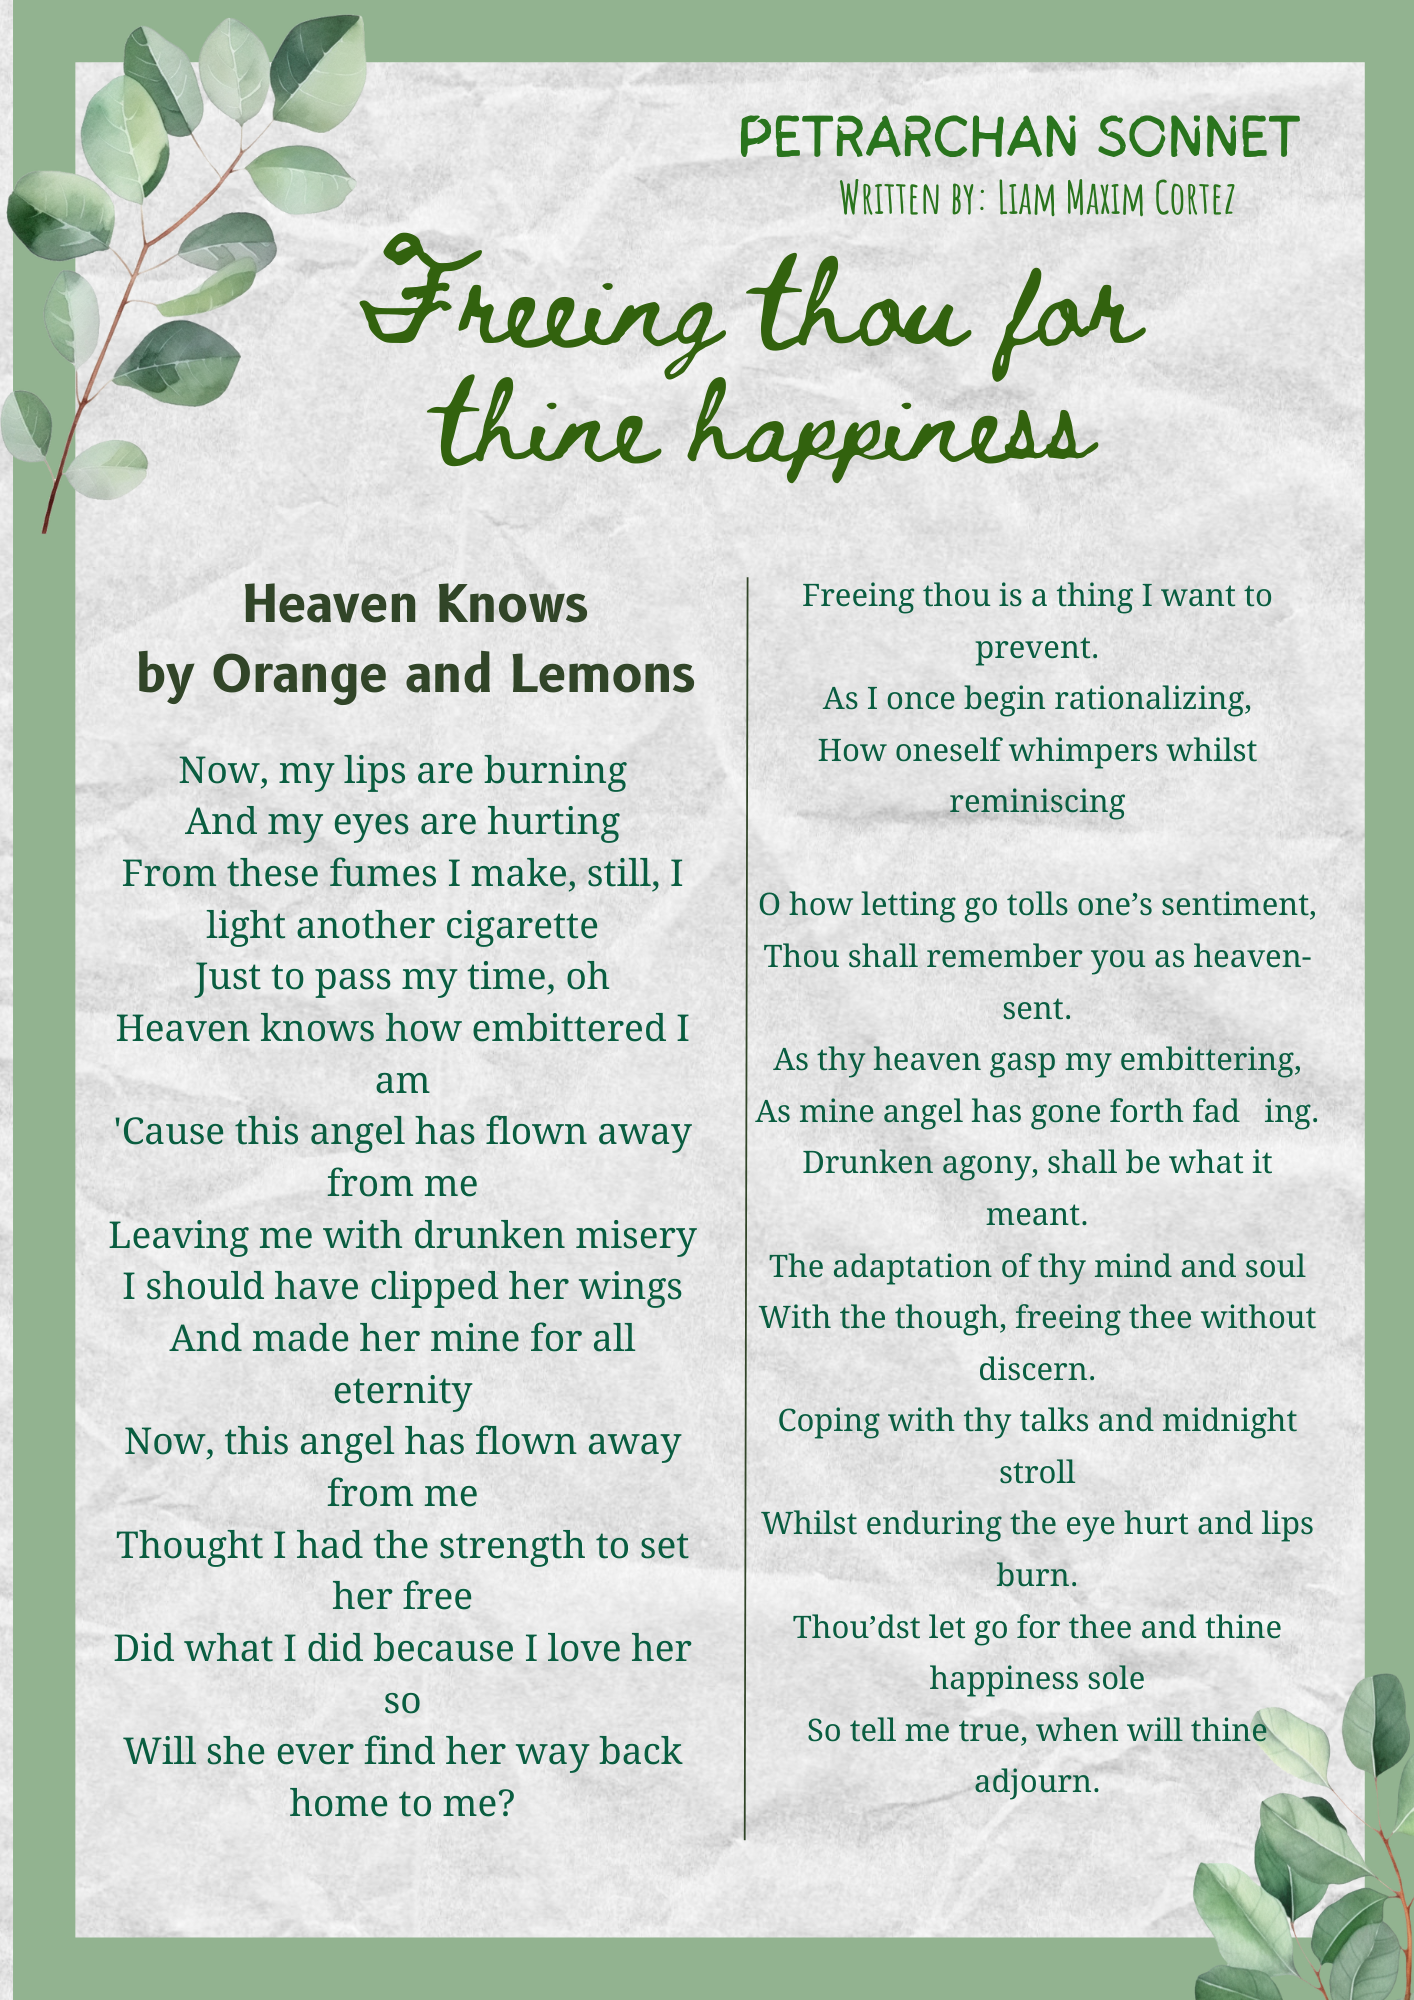 PETRARCHAN SONNET
WRITTEN BY: LIAM MAXIM CORTEZ
Freeing thou for
thine happiness
Heaven Knows
by Orange and Lemons
Now, my lips are burning
And my eyes are hurting
From these fumes I make, still, I
light another cigarette
Just to pass my time, oh
Heaven knows how embittered I
am
'Cause this angel has flown away
from me
Leaving me with drunken misery
I should have clipped her wings
And made her mine for all
eternity
Now, this angel has flown away
from me
Thought I had the strength to set
her free
Did what I did because I love her
so
Will she ever find her way back
home to me?
Freeing thou is a thing I want to
prevent.
As I once begin rationalizing,
How oneself whimpers whilst
reminiscing
O how letting go tolls one’s sentiment,
Thou shall remember you as heaven-
sent.
As thy heaven gasp my embittering,
As mine angel has gone forth fad   ing.
Drunken agony, shall be what it
meant.
The adaptation of thy mind and soul
With the though, freeing thee without
discern.
Coping with thy talks and midnight
stroll
Whilst enduring the eye hurt and lips
burn.
Thou’dst let go for thee and thine
happiness sole
So tell me true, when will thine
adjourn.